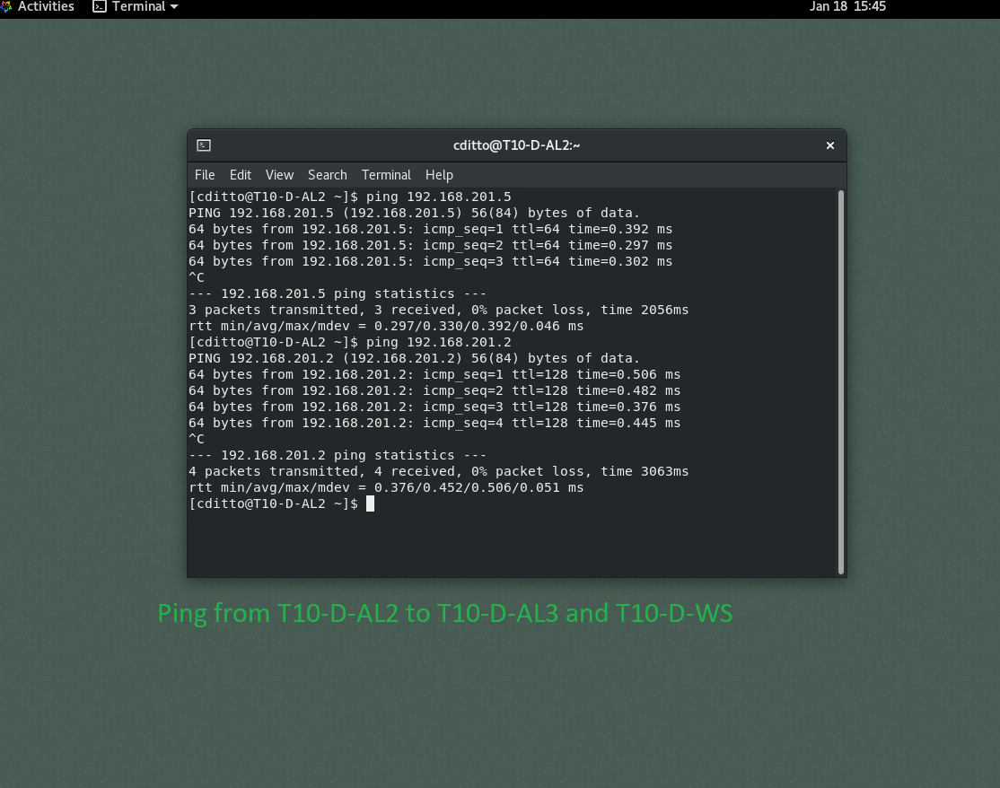 Activities Terminal Jan 18 15:45
cditto@T10-D-AL2:~
File Edit View Search Terminal Help
[cditto@T10-D-AL2 ~]$ ping 192.168.201.5
PING 192.168.201.5 (192.168.201.5) 56(84) bytes of data.
64 bytes from 192.168.201.5: icmp_seq=1 ttl=64 time=0.392 ms
64 bytes from 192.168.201.5: icmp_seq=2 ttl=64 time=0.297 ms
64 bytes from 192.168.201.5: icmp_seq=3 ttl=64 time=0.302 ms
^C
--- 192.168.201.5 ping statistics ---
3 packets transmitted, 3 received, 0% packet loss, time 2056ms
rtt min/avg/max/mdev = 0.297/0.330/0.392/0.046 ms
[cditto@T10-D-AL2 ~]$ ping 192.168.201.2
PING 192.168.201.2 (192.168.201.2) 56(84) bytes of data.
64 bytes from 192.168.201.2: icmp_seq=1 ttl=128 time=0.506 ms
64 bytes from 192.168.201.2: icmp_seq=2 ttl=128 time=0.482 ms
64 bytes from 192.168.201.2: icmp_seq=3 ttl=128 time=0.376 ms
64 bytes from 192.168.201.2: icmp_seq=4 ttl=128 time=0.445 ms
^C
--- 192.168.201.2 ping statistics ---
4 packets transmitted, 4 received, 0% packet loss, time 3063ms
rtt min/avg/max/mdev = 0.376/0.452/0.506/0.051 ms
[cditto@T10-D-AL2 ~]$
Ping from T10-D-AL2 to T10-D-AL3 and T10-D-WS